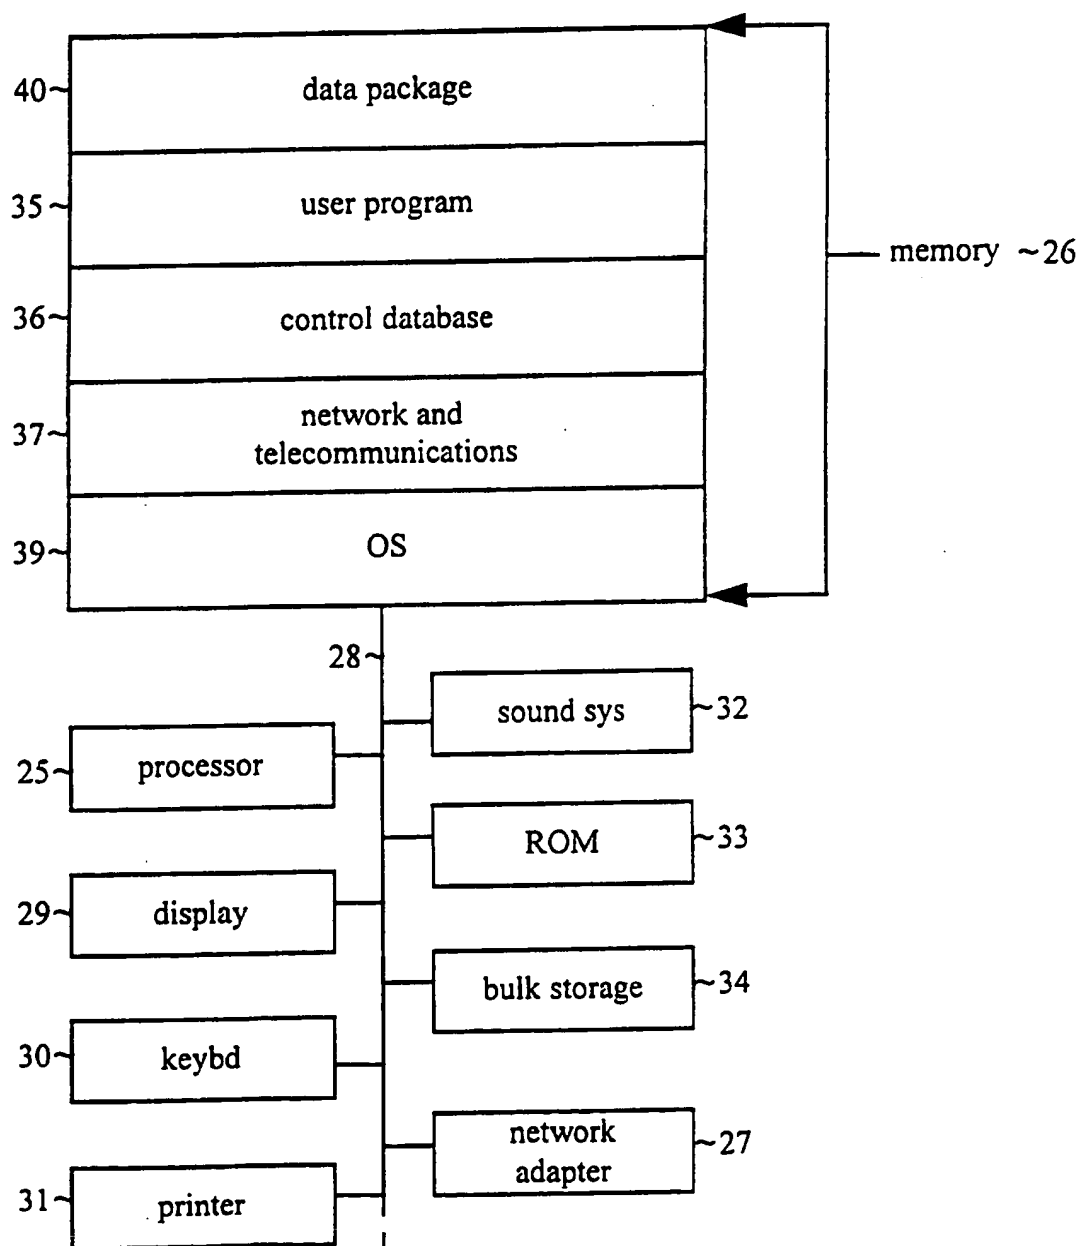 40~ data package
35~ user program
memory ~26
36~ control database
37~ network and
telecommunications
39~ OS
28~
sound sys ~32
25~ processor
ROM ~33
29~ display
bulk storage ~34
30~ keybd
network
adapter ~27
31~ printer